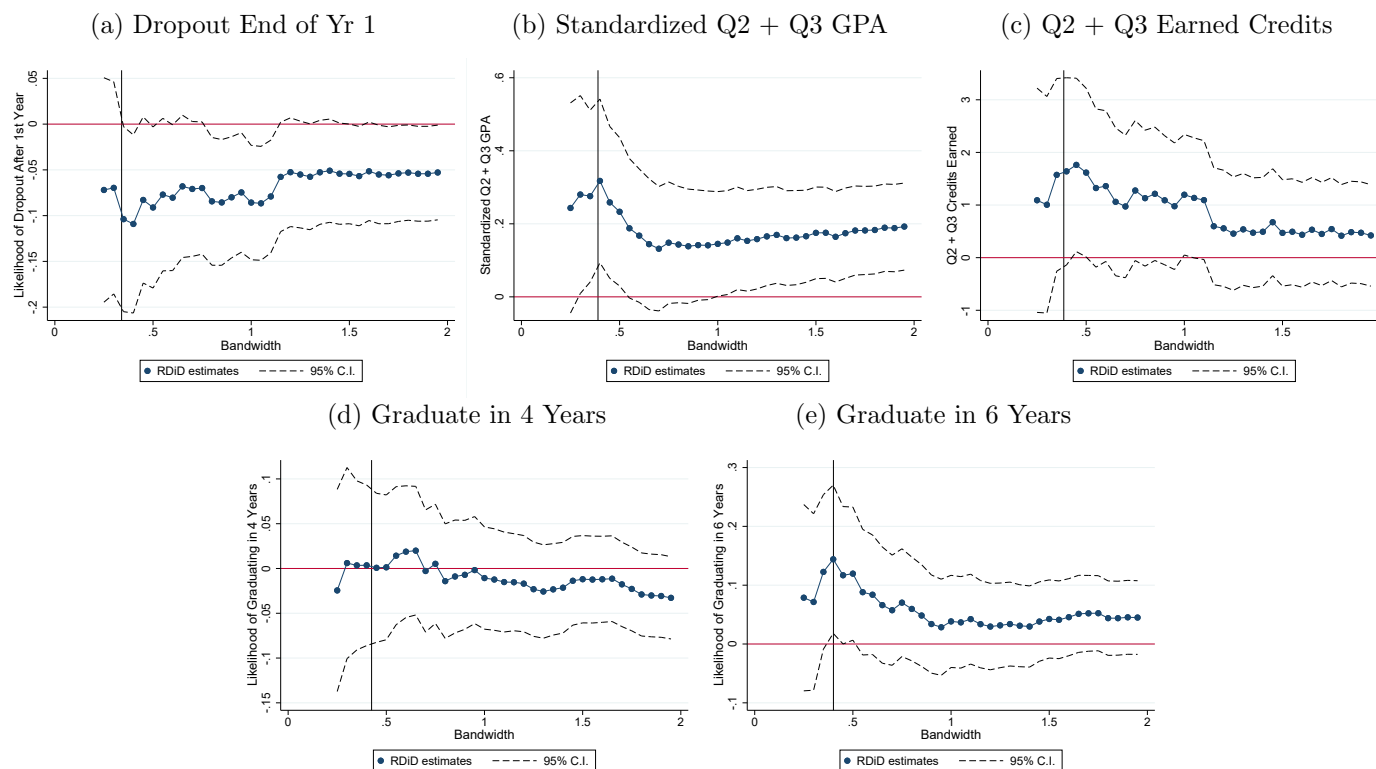 (a) Dropout End of Yr 1
Likelihood of Dropout After 1st Year
.05
0
-.05
-.1
-.15
-.2
0
.5
1
1.5
2
Bandwidth
RDiD estimates
95% C.I.
(b) Standardized Q2 + Q3 GPA
Standardized Q2 + Q3 GPA
.6
.4
.2
0
0
.5
1
1.5
2
Bandwidth
RDiD estimates
95% C.I.
(c) Q2 + Q3 Earned Credits
Q2 + Q3 Credits Earned
3
2
1
0
-1
0
.5
1
1.5
Bandwidth
RDiD estimates
95% C.I.
(d) Graduate in 4 Years
Likelihood of Graduating in 4 Years
.1
.05
0
-.05
-.1
-.15
0
.5
1
1.5
2
Bandwidth
RDiD estimates
95% C.I.
(e) Graduate in 6 Years
Likelihood of Graduating in 6 Years
.3
.2
.1
0
-.1
0
.5
1
1.5
2
Bandwidth
RDiD estimates
95% C.I.